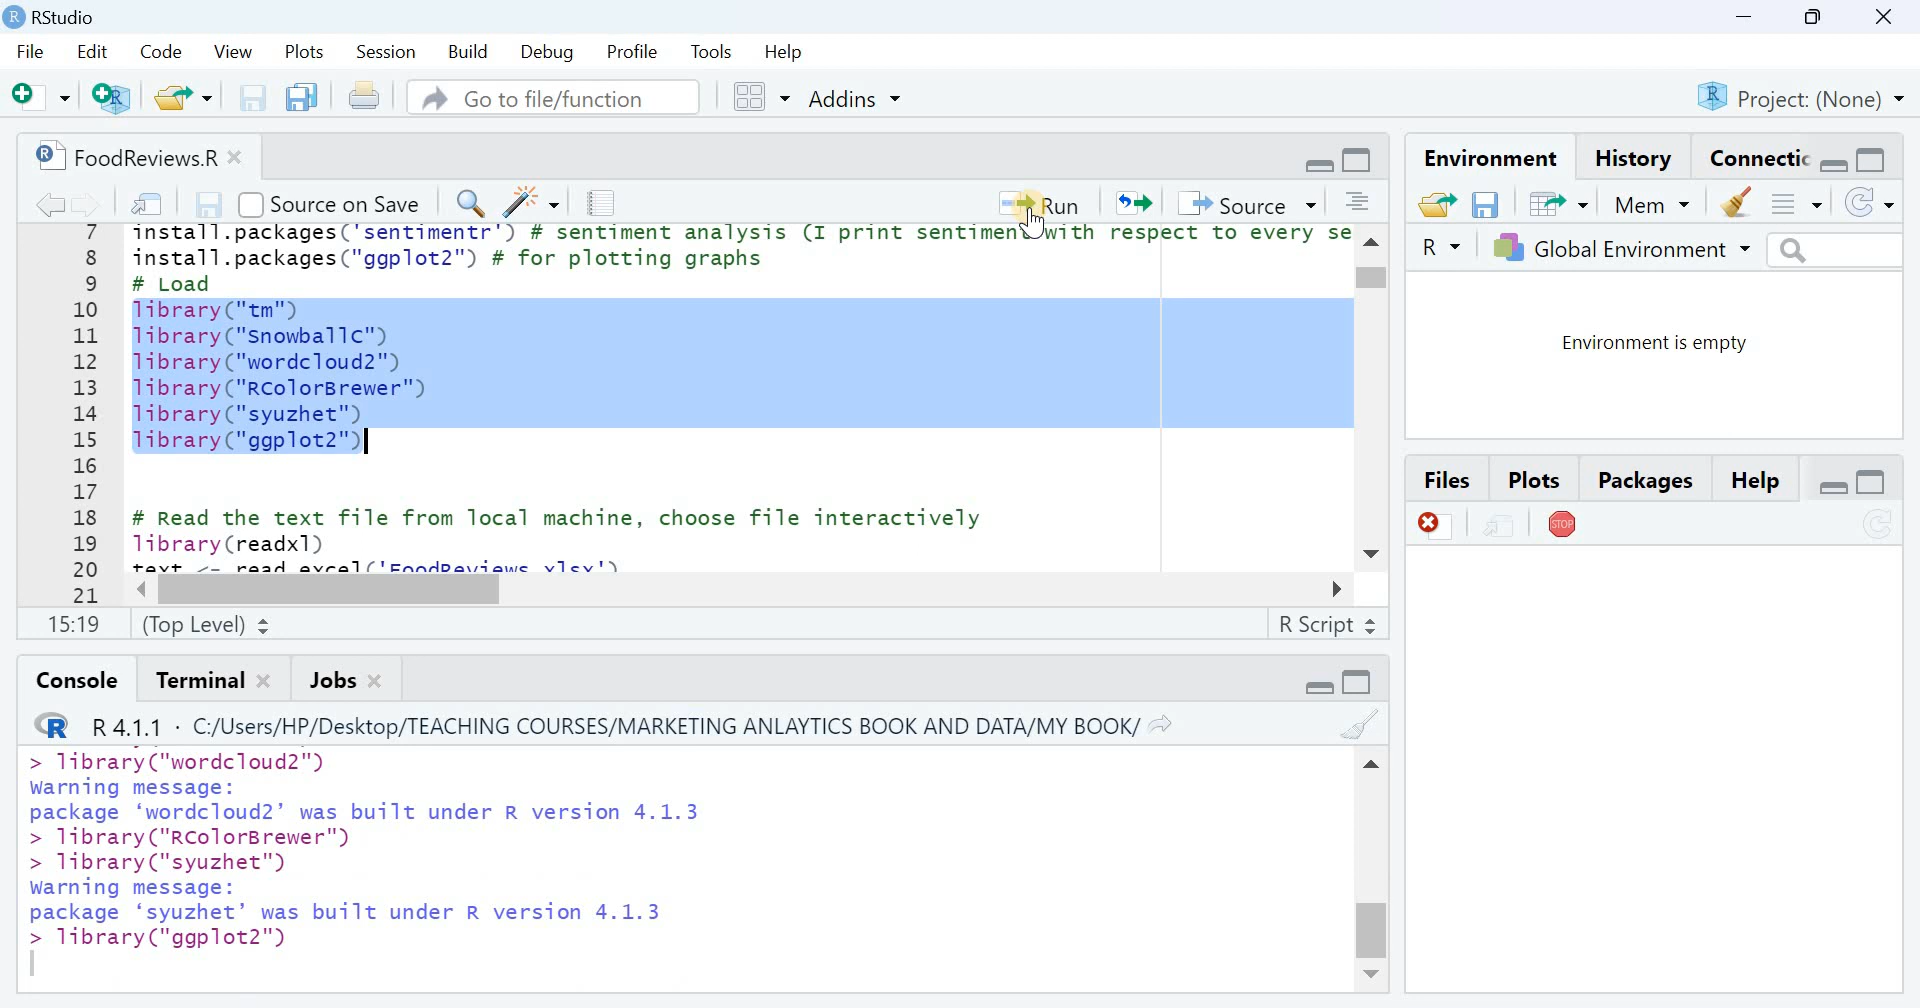 RStudio
File Edit Code View Plots Session Build Debug Profile Tools Help
Go to file/function Addins Project: (None)
FoodReviews.R
Source on Save Run Source
7 install.packages('sentimentr') # sentiment analysis (I print sentiment with respect to every se
8 install.packages("ggplot2") # for plotting graphs
9 # Load
10 library("tm")
11 library("SnowballC")
12 library("wordcloud2")
13 library("RColorBrewer")
14 library("syuzhet")
15 library("ggplot2")
16
17
18 # Read the text file from local machine, choose file interactively
19 library(readxl)
20 text <- read_excel('FoodReviews.xlsx')
21
15:19 (Top Level) R Script
Console Terminal Jobs
R 4.1.1 · C:/Users/HP/Desktop/TEACHING COURSES/MARKETING ANLAYTICS BOOK AND DATA/MY BOOK/
> library("wordcloud2")
Warning message:
package ‘wordcloud2’ was built under R version 4.1.3
> library("RColorBrewer")
> library("syuzhet")
Warning message:
package ‘syuzhet’ was built under R version 4.1.3
> library("ggplot2")
Environment History Connectic
Mem
R Global Environment
Environment is empty
Files Plots Packages Help
STOP